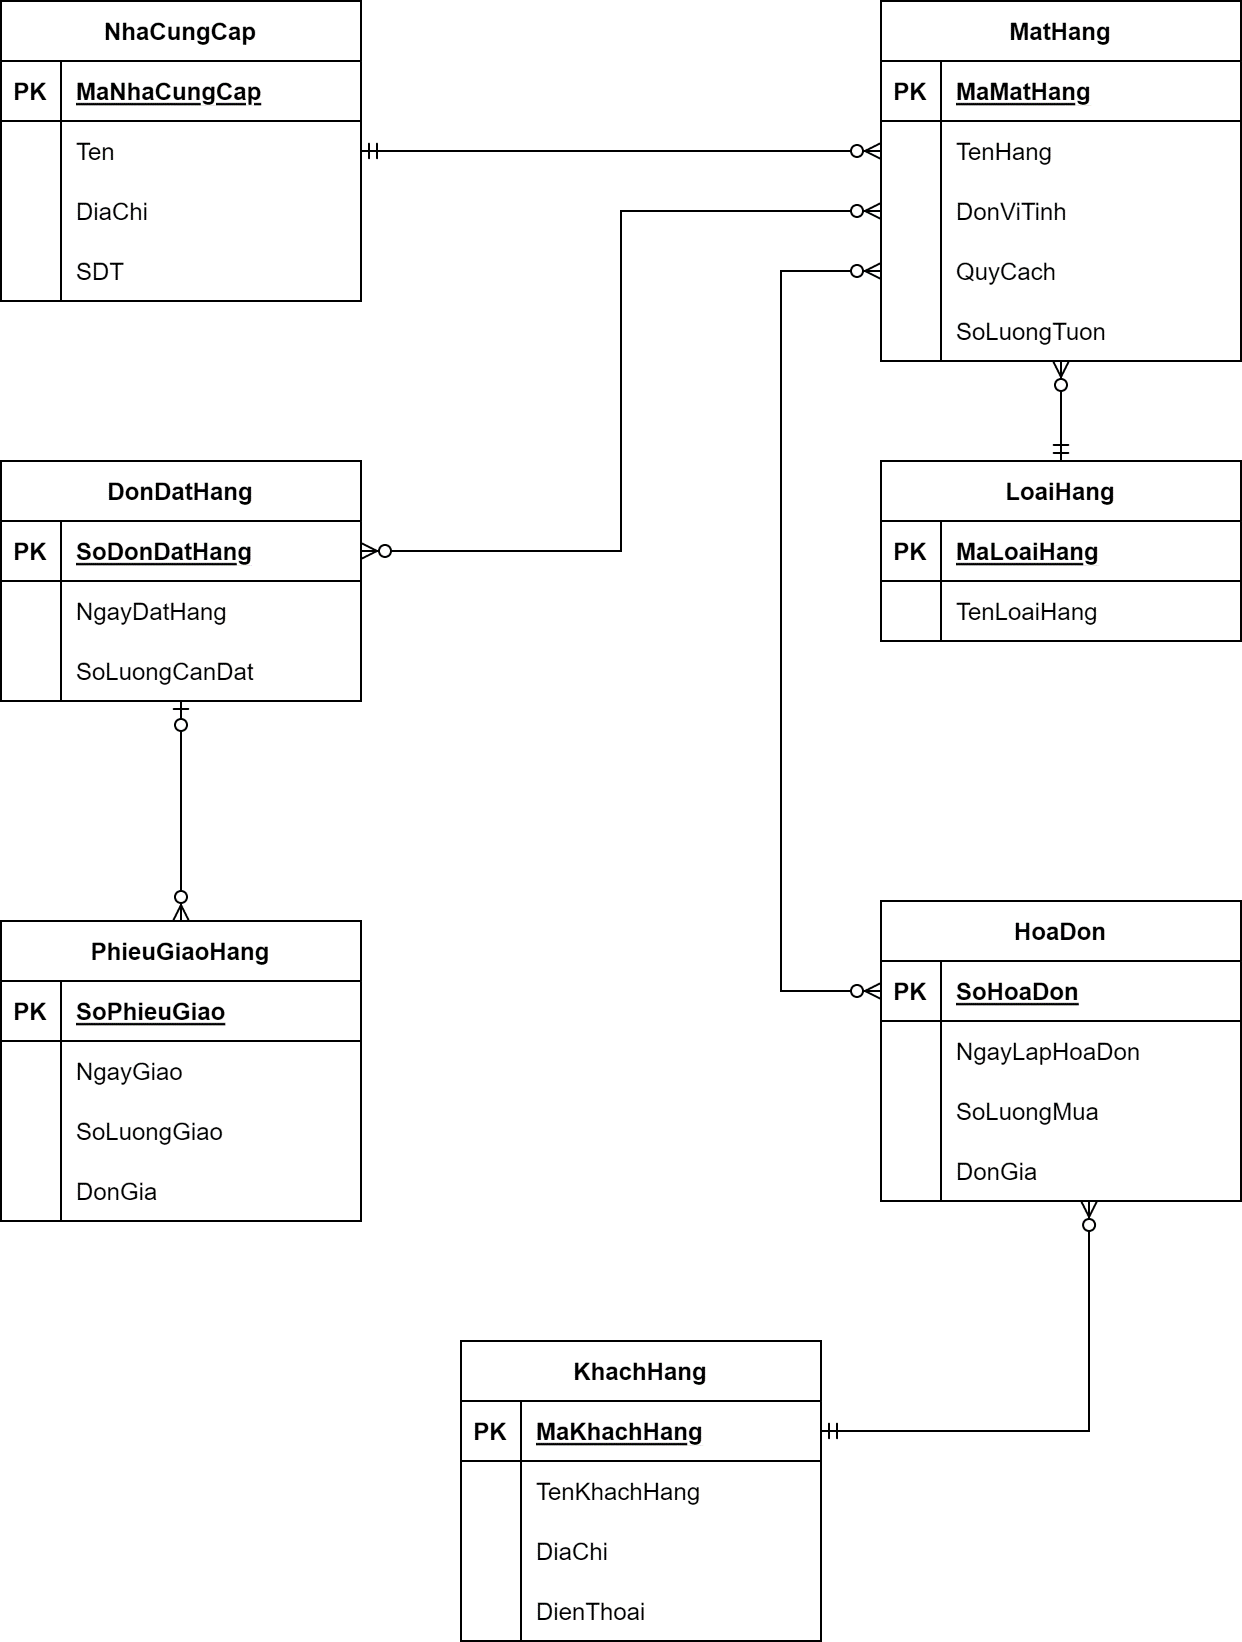 NhaCungCap
PK MaNhaCungCap
Ten
DiaChi
SDT
MatHang
PK MaMatHang
TenHang
DonViTinh
QuyCach
SoLuongTuon
DonDatHang
PK SoDonDatHang
NgayDatHang
SoLuongCanDat
LoaiHang
PK MaLoaiHang
TenLoaiHang
PhieuGiaoHang
PK SoPhieuGiao
NgayGiao
SoLuongGiao
DonGia
HoaDon
PK SoHoaDon
NgayLapHoaDon
SoLuongMua
DonGia
KhachHang
PK MaKhachHang
TenKhachHang
DiaChi
DienThoai